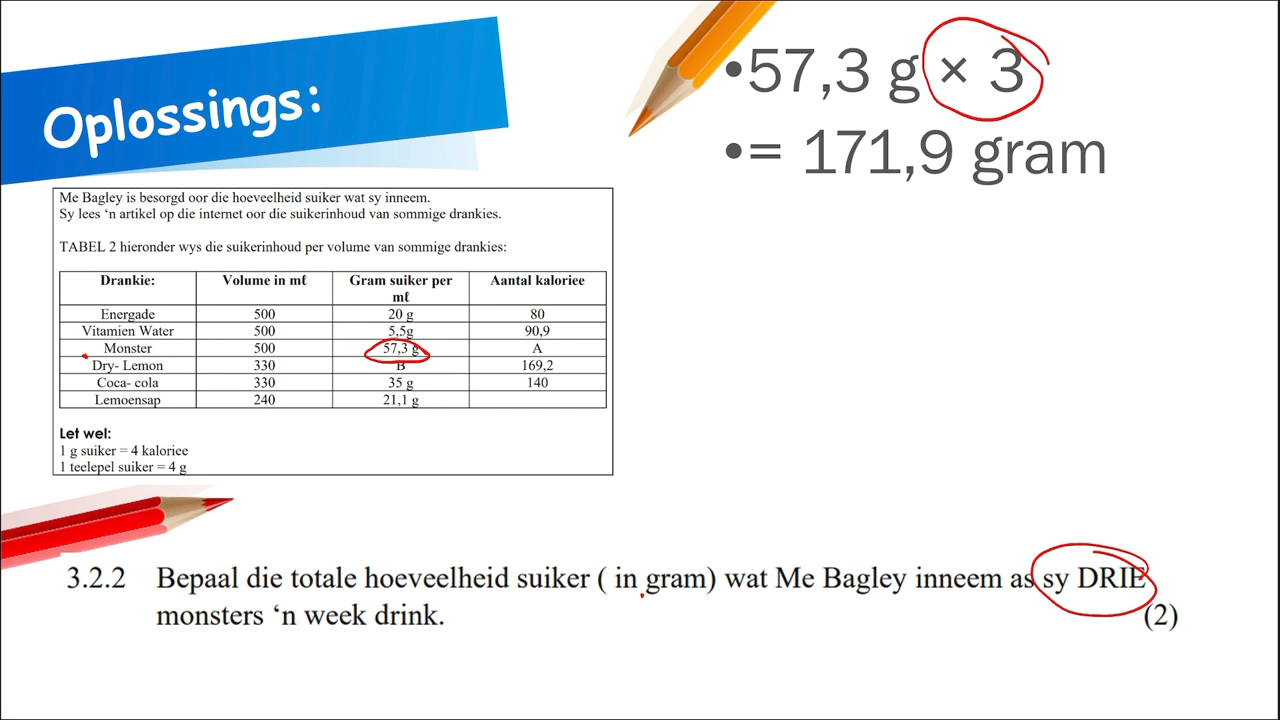 Oplossings:
•57,3 g × 3
•= 171,9 gram
Me Bagley is besorgd oor die hoeveelheid suiker wat sy inneem.
Sy lees ‘n artikel op die internet oor die suikerinhoud van sommige drankies.
TABEL 2 hieronder wys die suikerinhoud per volume van sommige drankies:
Drankie: Volume in mℓ Gram suiker per mℓ Aantal kaloriee
Energade 500 20 g 80
Vitamien Water 500 5,5g 90,9
Monster 500 57,3 g A
Dry- Lemon 330 B 169,2
Coca- cola 330 35 g 140
Lemoensap 240 21,1 g
Let wel:
1 g suiker = 4 kaloriee
1 teelepel suiker = 4 g
3.2.2 Bepaal die totale hoeveelheid suiker ( in gram) wat Me Bagley inneem as sy DRIE
monsters ‘n week drink.
(2)